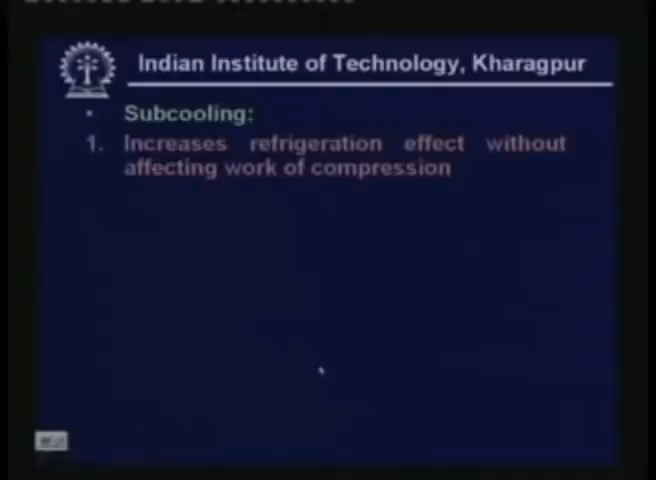 Indian Institute of Technology, Kharagpur
• Subcooling:
1. Increases refrigeration effect without
affecting work of compression